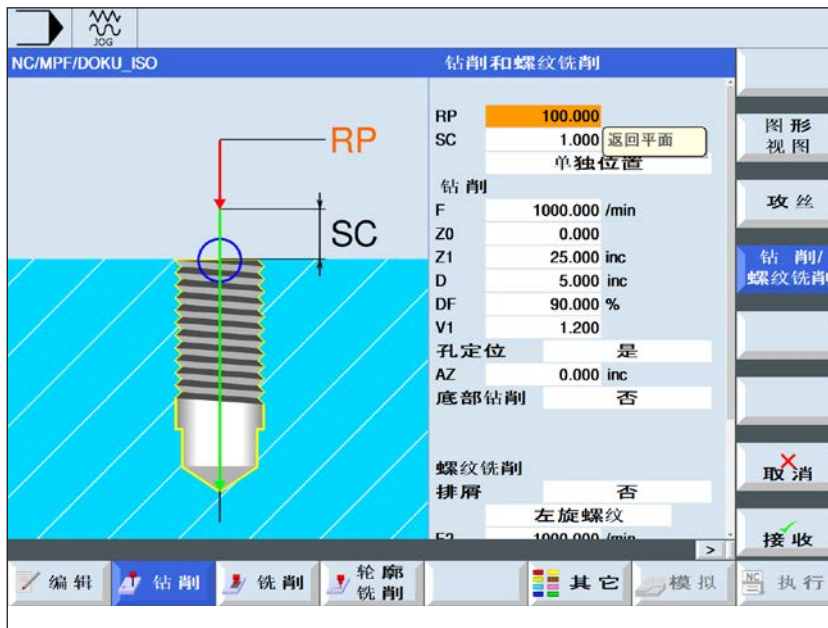 JOG
NC/MPF/DOKU_ISO
钻削和螺纹铣削
RP
SC
RP 100.000
SC 1.000 返回平面
单独位置
钻削
F 1000.000 /min
Z0 0.000
Z1 25.000 inc
D 5.000 inc
DF 90.000 %
V1 1.200
孔定位 是
AZ 0.000 inc
底部钻削 否
螺纹铣削
排屑 否
左旋螺纹
F2 1000.000 /min
>
图形
视图
攻丝
钻 削/
螺纹铣削
取消
接收
编辑
钻削
铣削
轮廓
铣削
其它
模拟
NC
执行